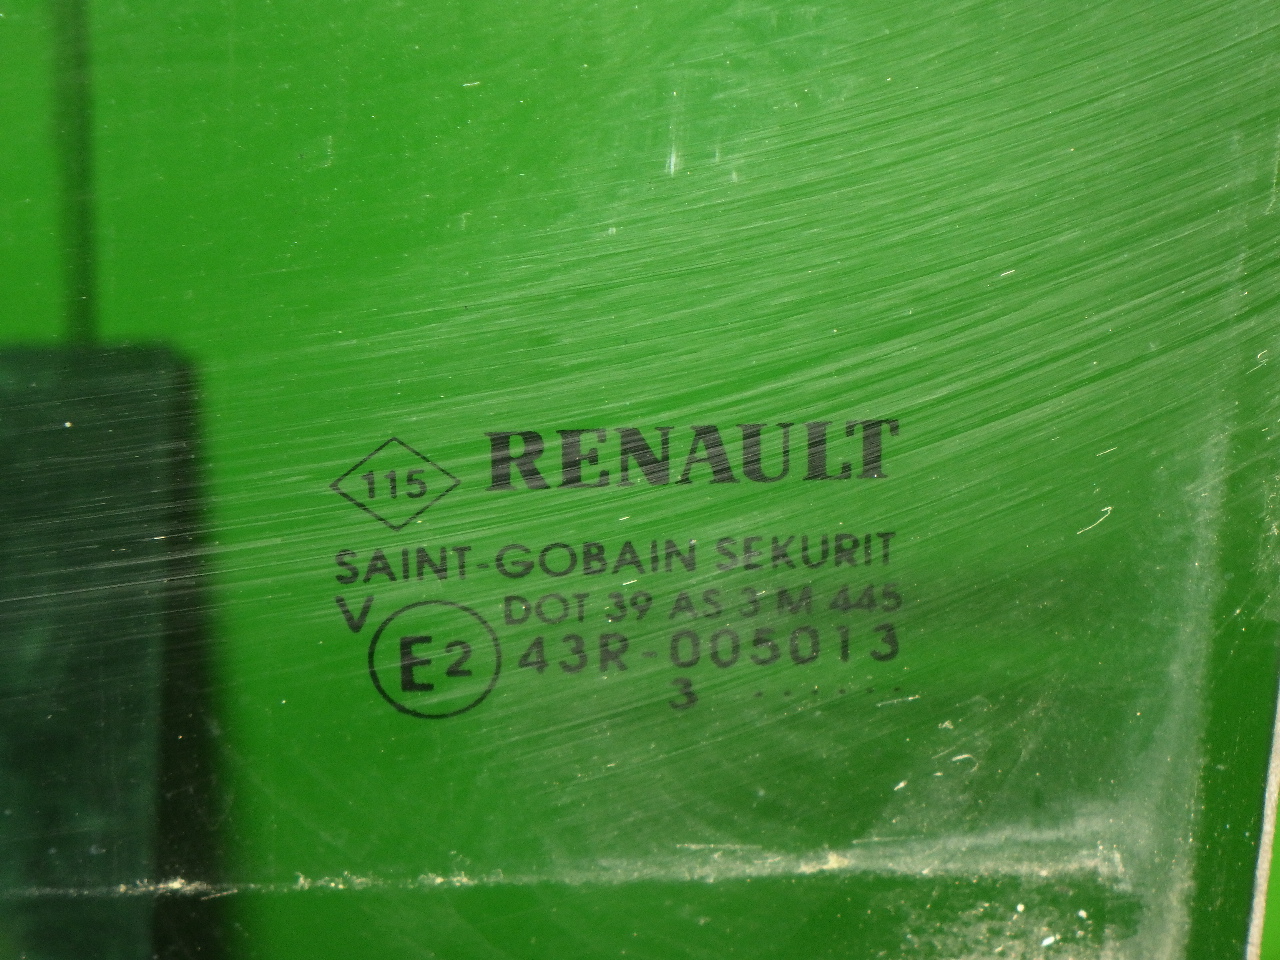 115 RENAULT
SAINT-GOBAIN SEKURIT
V DOT 39 AS 3 M 445
E2 43R-005013
3 .......